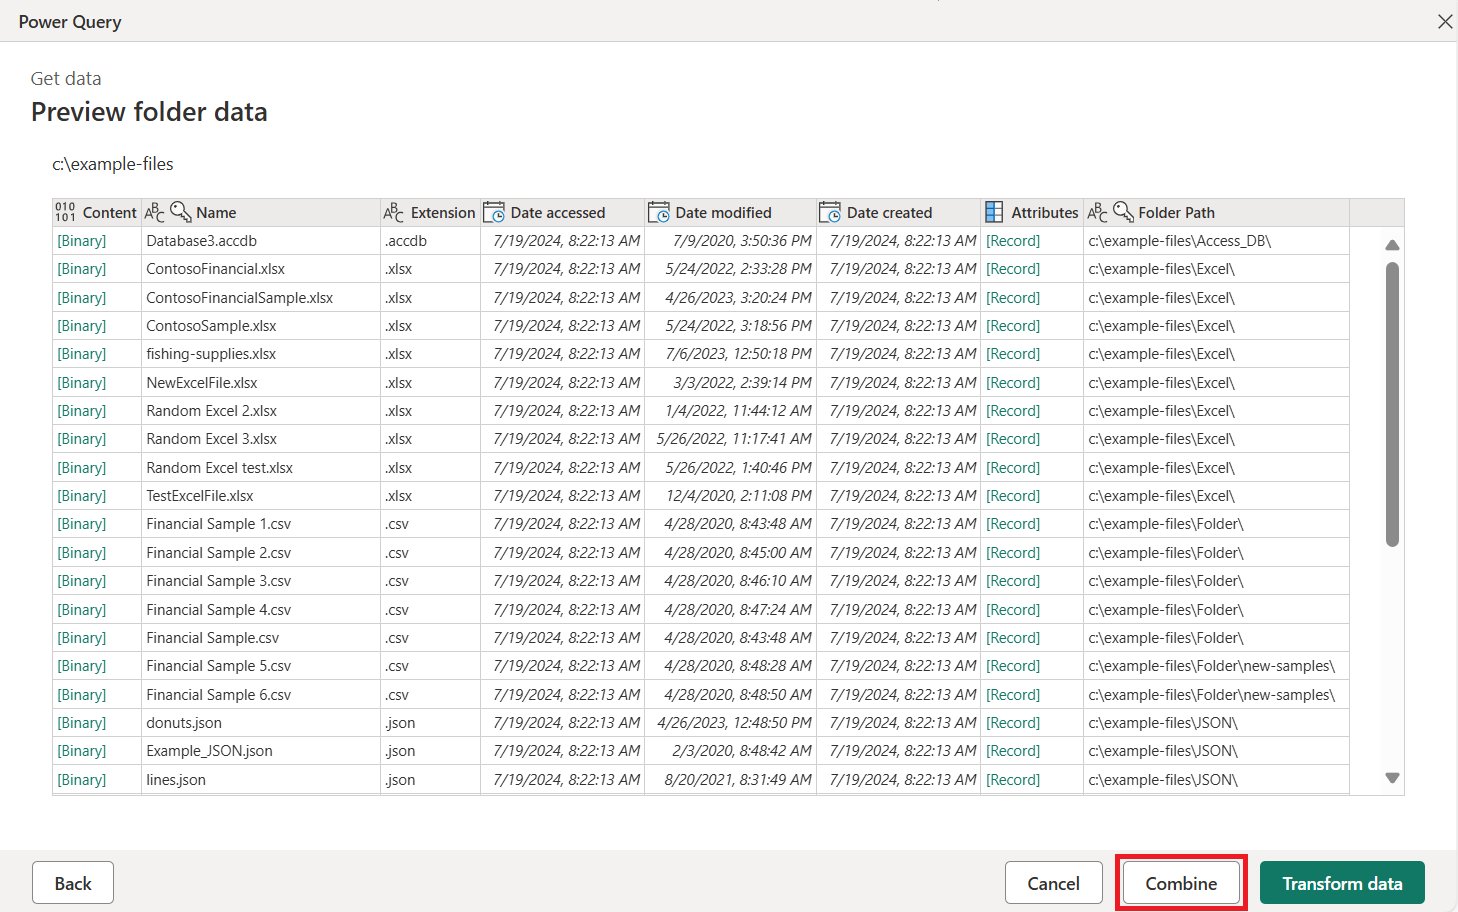 Power Query
Get data
Preview folder data
c:\example-files
010 101 Content ABC Name ABC Extension Date accessed Date modified Date created Attributes ABC Folder Path
[Binary] Database3.accdb .accdb 7/19/2024, 8:22:13 AM 7/9/2020, 3:50:36 PM 7/19/2024, 8:22:13 AM [Record] c:\example-files\Access_DB\
[Binary] ContosoFinancial.xlsx .xlsx 7/19/2024, 8:22:13 AM 5/24/2022, 2:33:28 PM 7/19/2024, 8:22:13 AM [Record] c:\example-files\Excel\
[Binary] ContosoFinancialSample.xlsx .xlsx 7/19/2024, 8:22:13 AM 4/26/2023, 3:20:24 PM 7/19/2024, 8:22:13 AM [Record] c:\example-files\Excel\
[Binary] ContosoSample.xlsx .xlsx 7/19/2024, 8:22:13 AM 5/24/2022, 3:18:56 PM 7/19/2024, 8:22:13 AM [Record] c:\example-files\Excel\
[Binary] fishing-supplies.xlsx .xlsx 7/19/2024, 8:22:13 AM 7/6/2023, 12:50:18 PM 7/19/2024, 8:22:13 AM [Record] c:\example-files\Excel\
[Binary] NewExcelFile.xlsx .xlsx 7/19/2024, 8:22:13 AM 3/3/2022, 2:39:14 PM 7/19/2024, 8:22:13 AM [Record] c:\example-files\Excel\
[Binary] Random Excel 2.xlsx .xlsx 7/19/2024, 8:22:13 AM 1/4/2022, 11:44:12 AM 7/19/2024, 8:22:13 AM [Record] c:\example-files\Excel\
[Binary] Random Excel 3.xlsx .xlsx 7/19/2024, 8:22:13 AM 5/26/2022, 11:17:41 AM 7/19/2024, 8:22:13 AM [Record] c:\example-files\Excel\
[Binary] Random Excel test.xlsx .xlsx 7/19/2024, 8:22:13 AM 5/26/2022, 1:40:46 PM 7/19/2024, 8:22:13 AM [Record] c:\example-files\Excel\
[Binary] TestExcelFile.xlsx .xlsx 7/19/2024, 8:22:13 AM 12/4/2020, 2:11:08 PM 7/19/2024, 8:22:13 AM [Record] c:\example-files\Excel\
[Binary] Financial Sample 1.csv .csv 7/19/2024, 8:22:13 AM 4/28/2020, 8:43:48 AM 7/19/2024, 8:22:13 AM [Record] c:\example-files\Folder\
[Binary] Financial Sample 2.csv .csv 7/19/2024, 8:22:13 AM 4/28/2020, 8:45:00 AM 7/19/2024, 8:22:13 AM [Record] c:\example-files\Folder\
[Binary] Financial Sample 3.csv .csv 7/19/2024, 8:22:13 AM 4/28/2020, 8:46:10 AM 7/19/2024, 8:22:13 AM [Record] c:\example-files\Folder\
[Binary] Financial Sample 4.csv .csv 7/19/2024, 8:22:13 AM 4/28/2020, 8:47:24 AM 7/19/2024, 8:22:13 AM [Record] c:\example-files\Folder\
[Binary] Financial Sample.csv .csv 7/19/2024, 8:22:13 AM 4/28/2020, 8:43:48 AM 7/19/2024, 8:22:13 AM [Record] c:\example-files\Folder\
[Binary] Financial Sample 5.csv .csv 7/19/2024, 8:22:13 AM 4/28/2020, 8:48:28 AM 7/19/2024, 8:22:13 AM [Record] c:\example-files\Folder\new-samples\
[Binary] Financial Sample 6.csv .csv 7/19/2024, 8:22:13 AM 4/28/2020, 8:48:50 AM 7/19/2024, 8:22:13 AM [Record] c:\example-files\Folder\new-samples\
[Binary] donuts.json .json 7/19/2024, 8:22:13 AM 4/26/2023, 12:48:50 PM 7/19/2024, 8:22:13 AM [Record] c:\example-files\JSON\
[Binary] Example_JSON.json .json 7/19/2024, 8:22:13 AM 2/3/2020, 8:48:42 AM 7/19/2024, 8:22:13 AM [Record] c:\example-files\JSON\
[Binary] lines.json .json 7/19/2024, 8:22:13 AM 8/20/2021, 8:31:49 AM 7/19/2024, 8:22:13 AM [Record] c:\example-files\JSON\
Back Cancel Combine Transform data